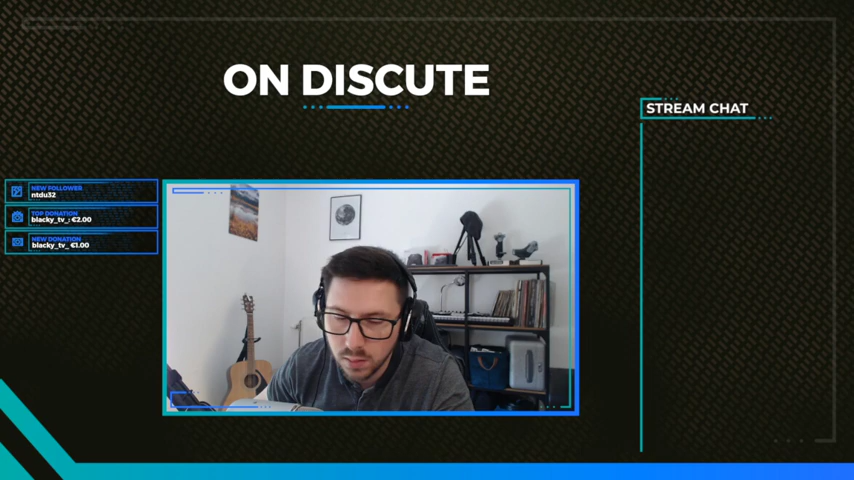 ON DISCUTE
STREAM CHAT
NEW FOLLOWER
ntdu32
TOP DONATION
blacky_tv_: €2.00
NEW DONATION
blacky_tv_ €1.00